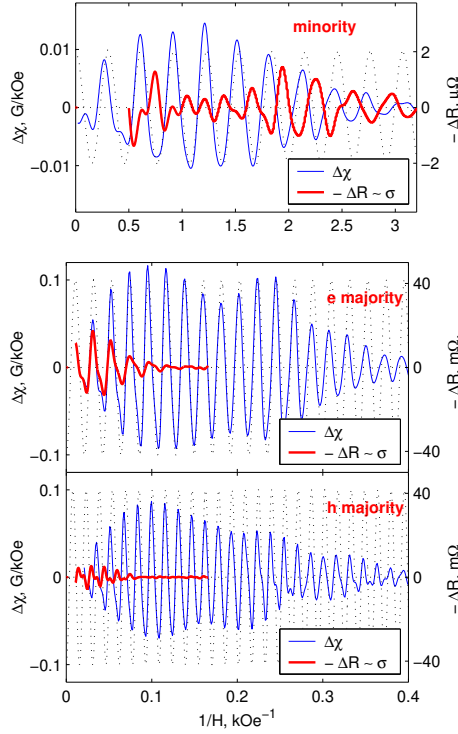 minority
0.01
0
−0.01
Δχ, G/kOe
2
0
−2
− ΔR, μΩ
Δχ
− ΔR ~ σ
0 0.5 1 1.5 2 2.5 3
e majority
0.1
0
−0.1
Δχ, G/kOe
40
0
−40
− ΔR, mΩ
Δχ
− ΔR ~ σ
h majority
0.1
0
−0.1
Δχ, G/kOe
40
0
−40
− ΔR, mΩ
Δχ
− ΔR ~ σ
0 0.1 0.2 0.3 0.4
1/H, kOe⁻¹